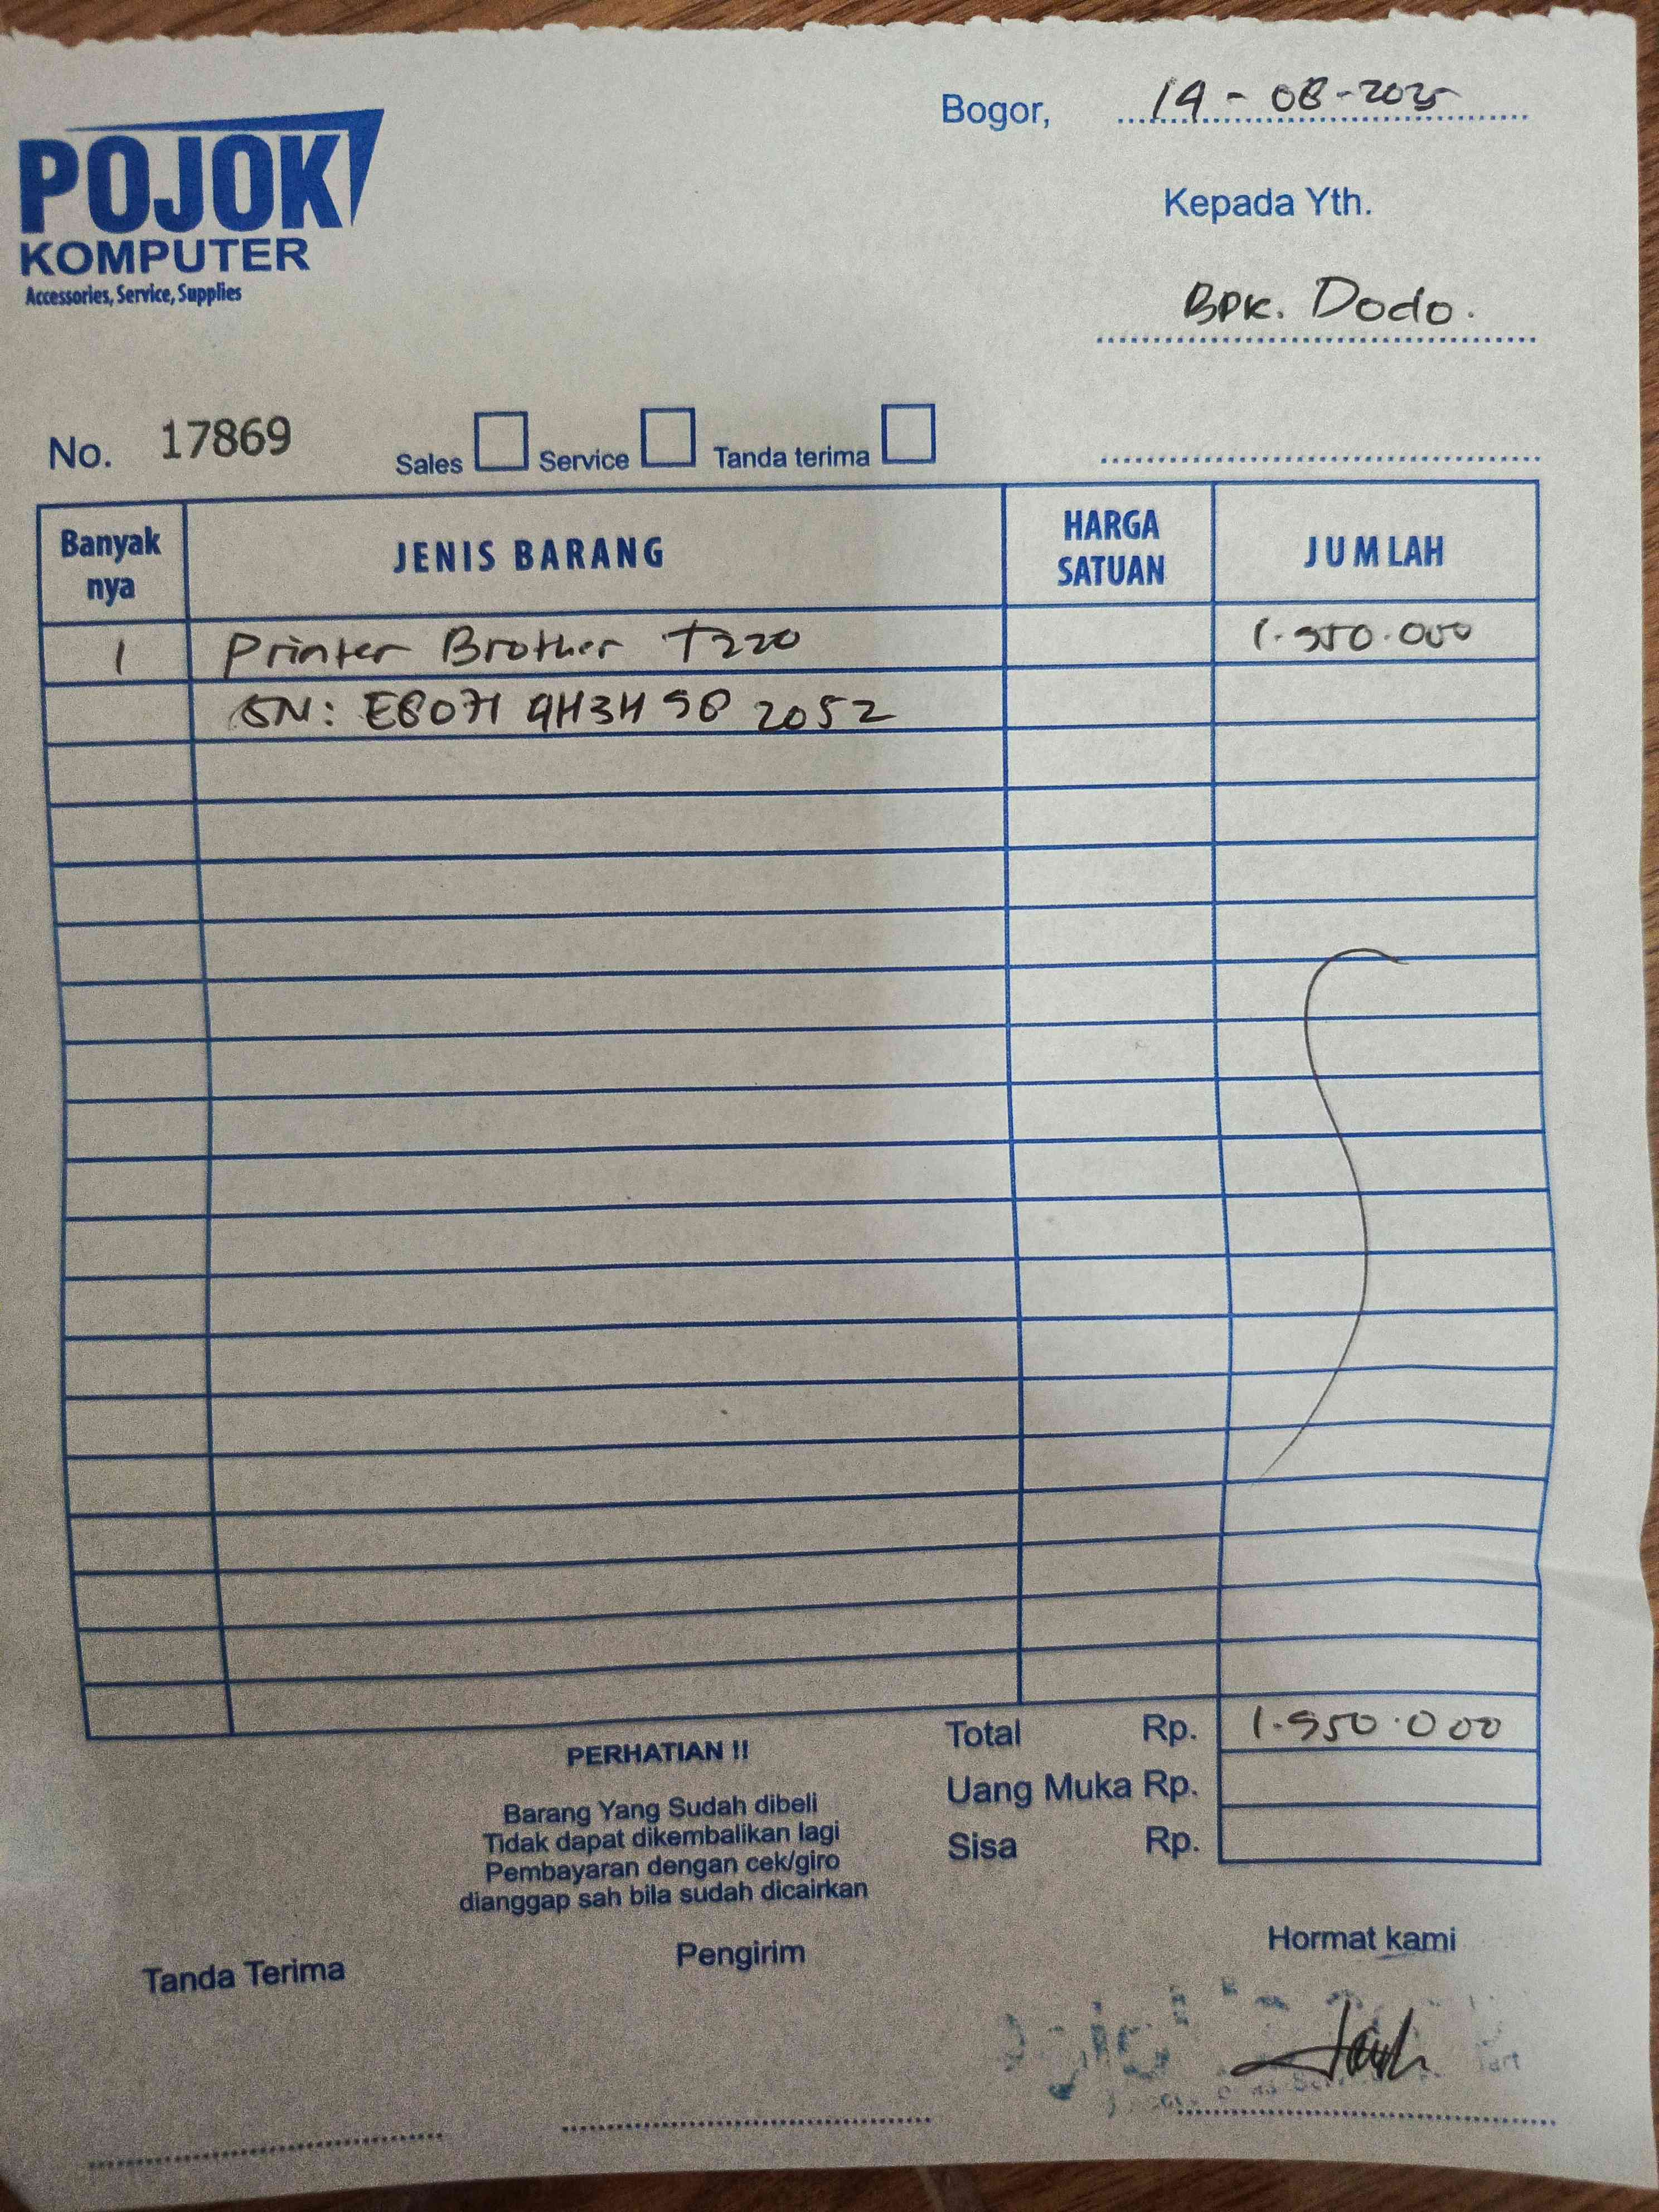 Bogor, 19-08-2025
POJOK
KOMPUTER
Accessories, Service, Supplies
Kepada Yth.
Bpk. Dodo.
No. 17869 Sales Service Tanda terima
Banyak nya JENIS BARANG HARGA SATUAN JUMLAH
1 Printer Brother T220 1.950.000
SN: E8071 9H3H 58 2052
Total Rp. 1.950.000
Uang Muka Rp.
Sisa Rp.
PERHATIAN !!
Barang Yang Sudah dibeli
Tidak dapat dikembalikan lagi
Pembayaran dengan cek/giro
dianggap sah bila sudah dicairkan
Tanda Terima Pengirim Hormat kami